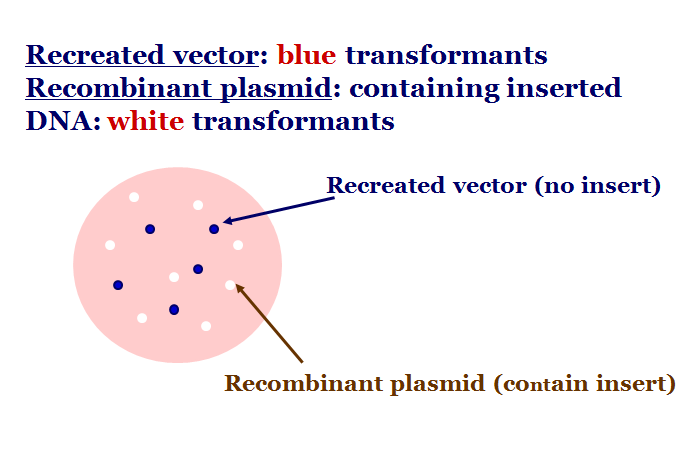 Recreated vector: blue transformants
Recombinant plasmid: containing inserted
DNA: white transformants
Recreated vector (no insert)
Recombinant plasmid (contain insert)